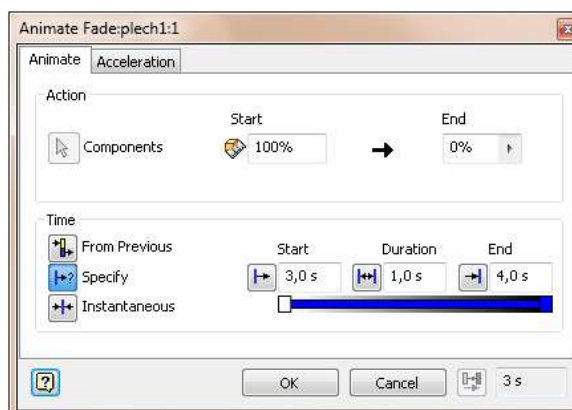 Animate Fade:plech1:1
Animate Acceleration
Action
Start End
Components 100% 0%
Time
From Previous Start Duration End
Specify 3,0 s 1,0 s 4,0 s
Instantaneous
OK Cancel 3 s